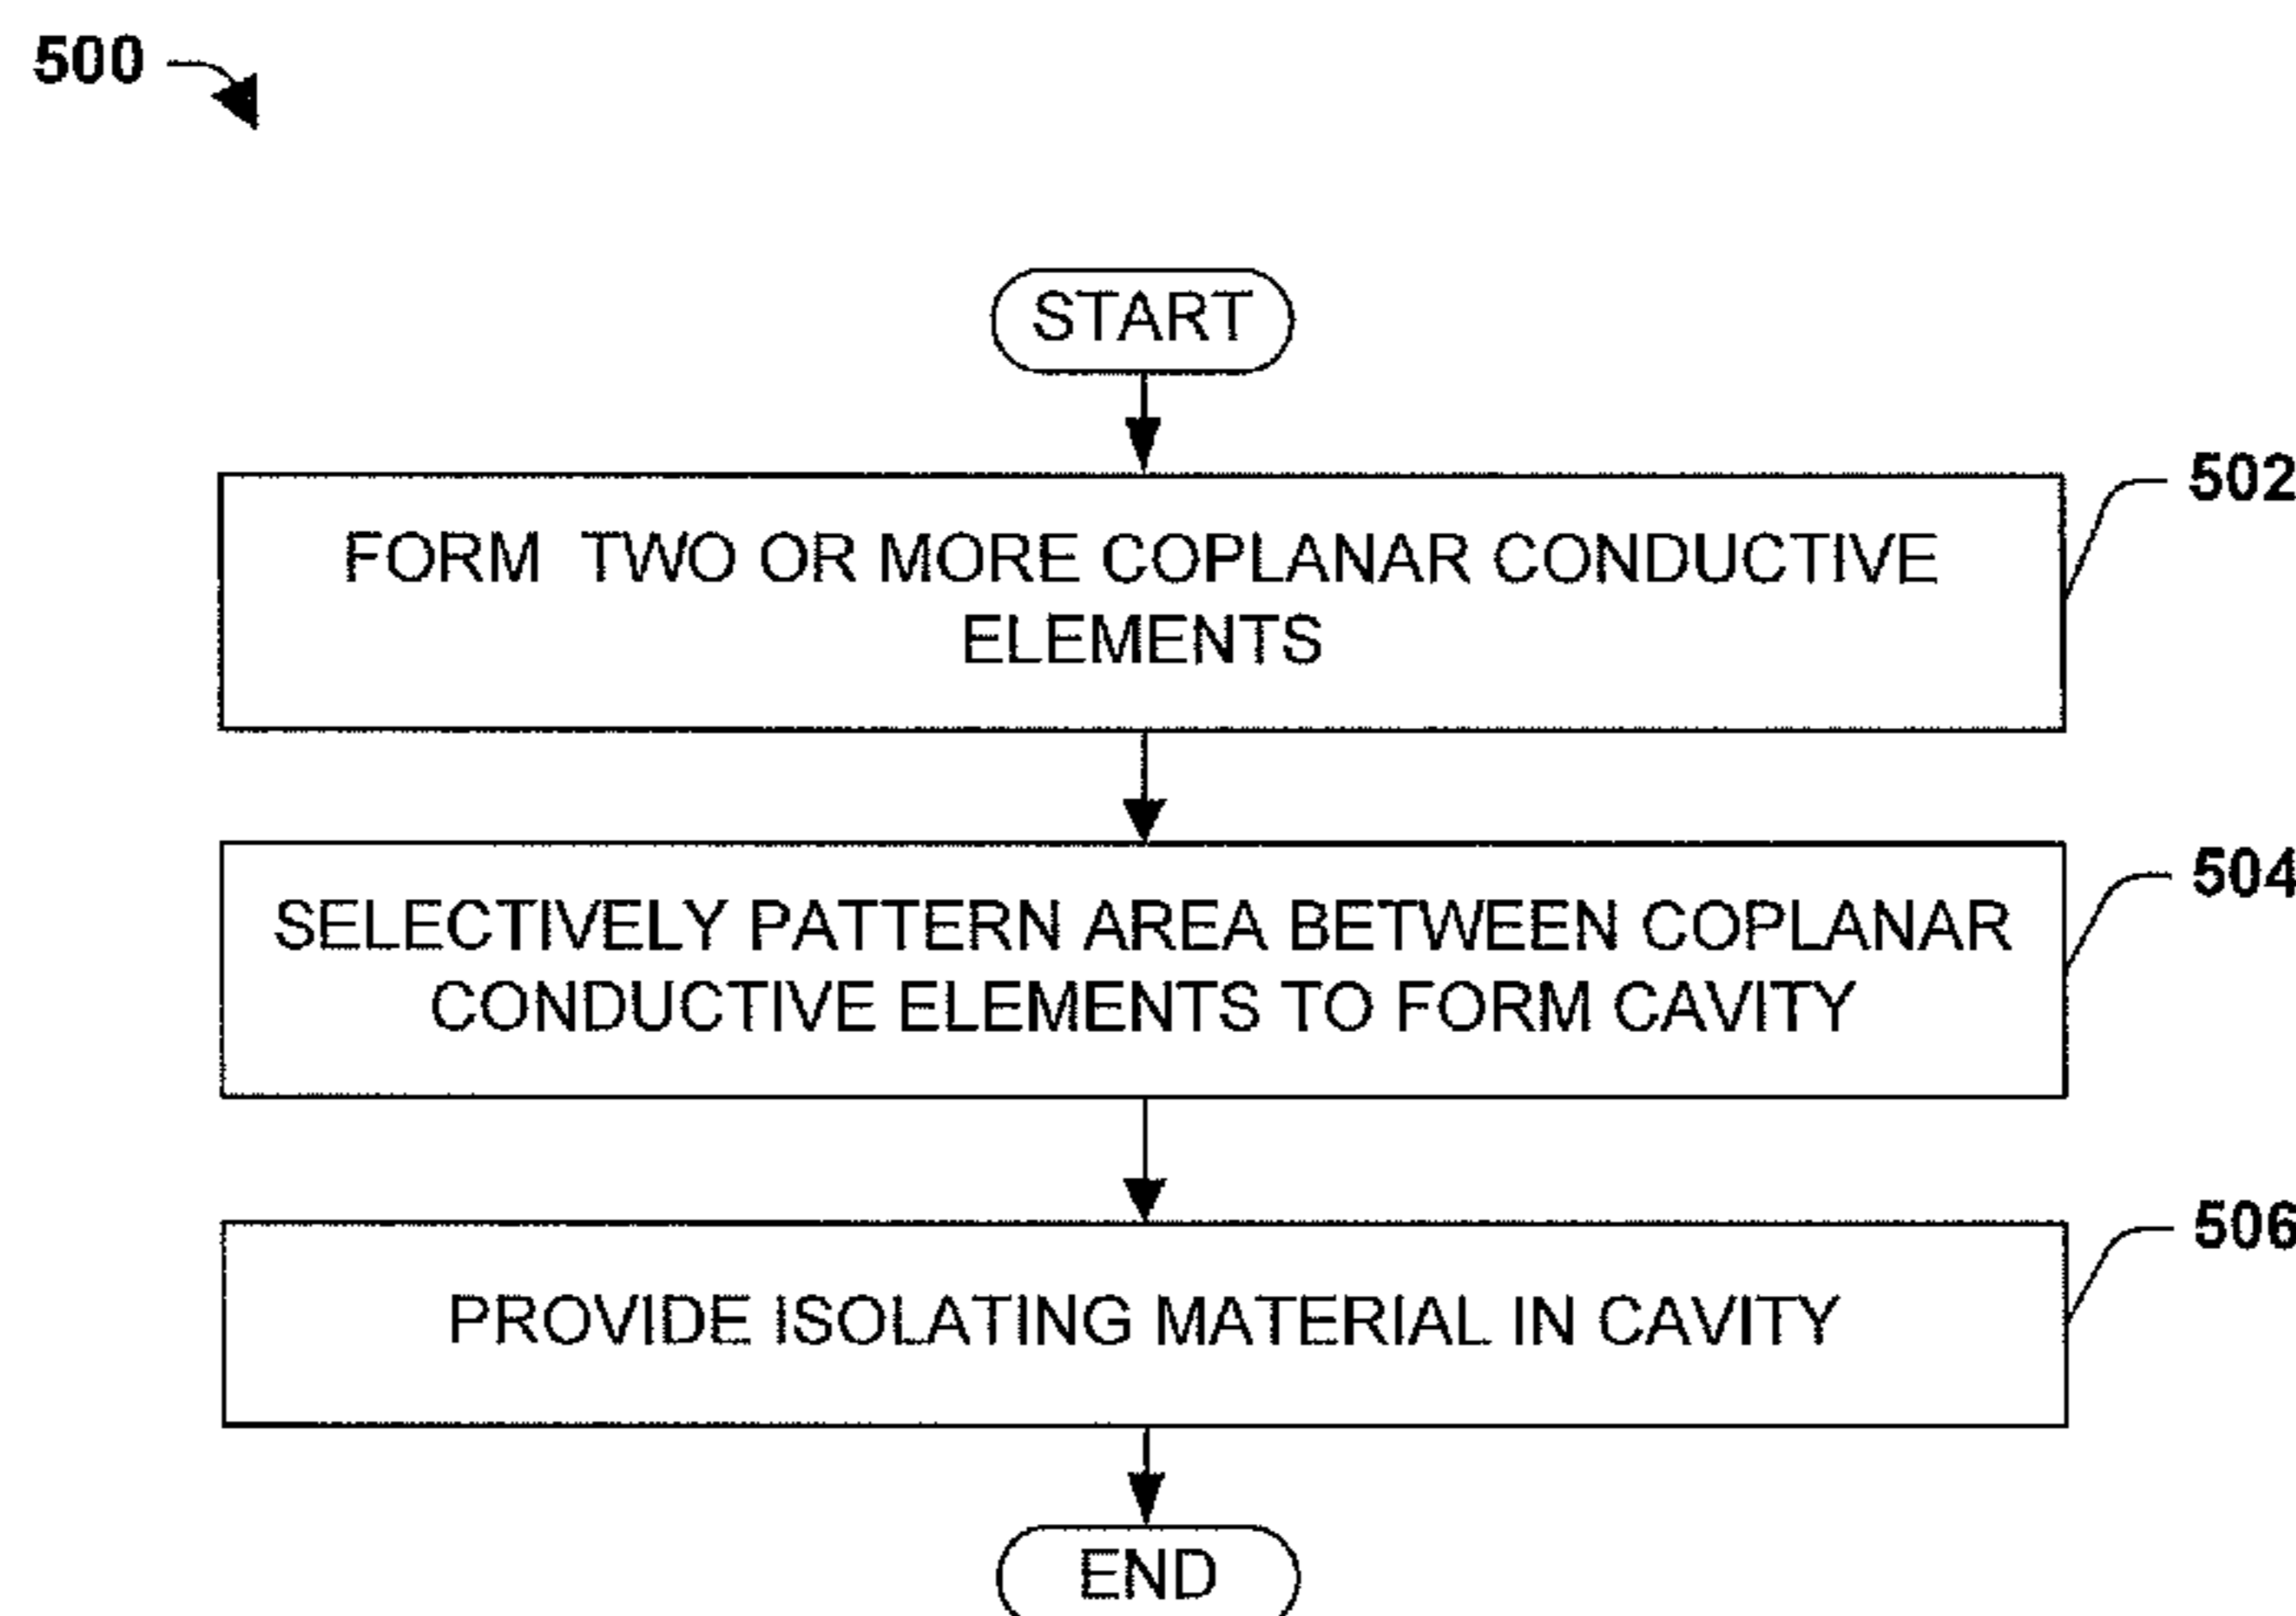 500
START
FORM TWO OR MORE COPLANAR CONDUCTIVE
ELEMENTS
502
SELECTIVELY PATTERN AREA BETWEEN COPLANAR
CONDUCTIVE ELEMENTS TO FORM CAVITY
504
PROVIDE ISOLATING MATERIAL IN CAVITY
506
END